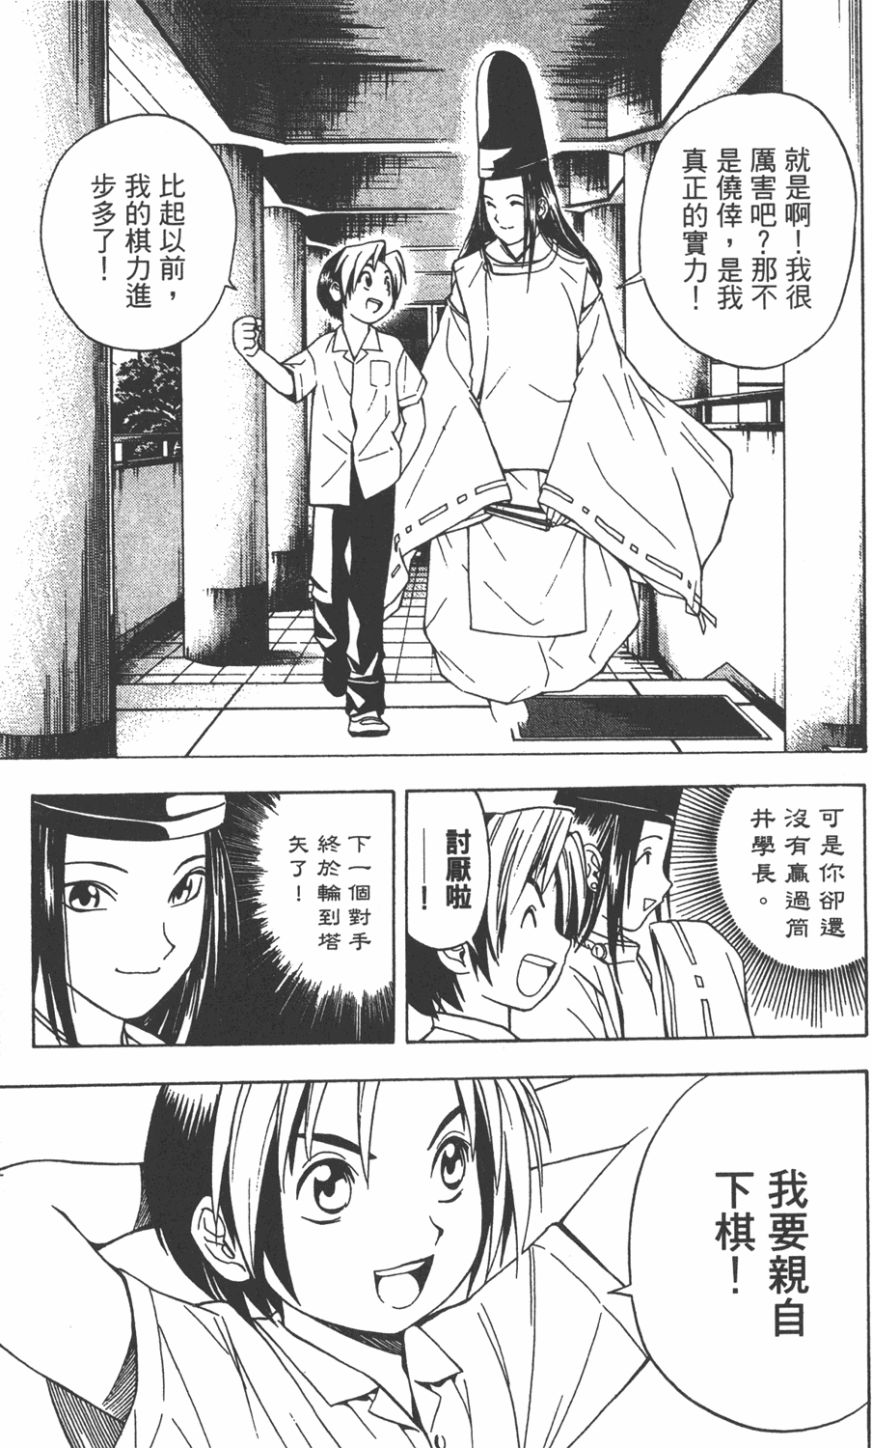 就是啊！我很
厲害吧？那不
是僥倖，是我
真正的實力！
比起以前，
我的棋力進
步多了！
可是你卻還
沒有贏過筒
井學長。
討厭啦
——！
下一個對手
終於輪到塔
矢了！
我要親自
下棋！